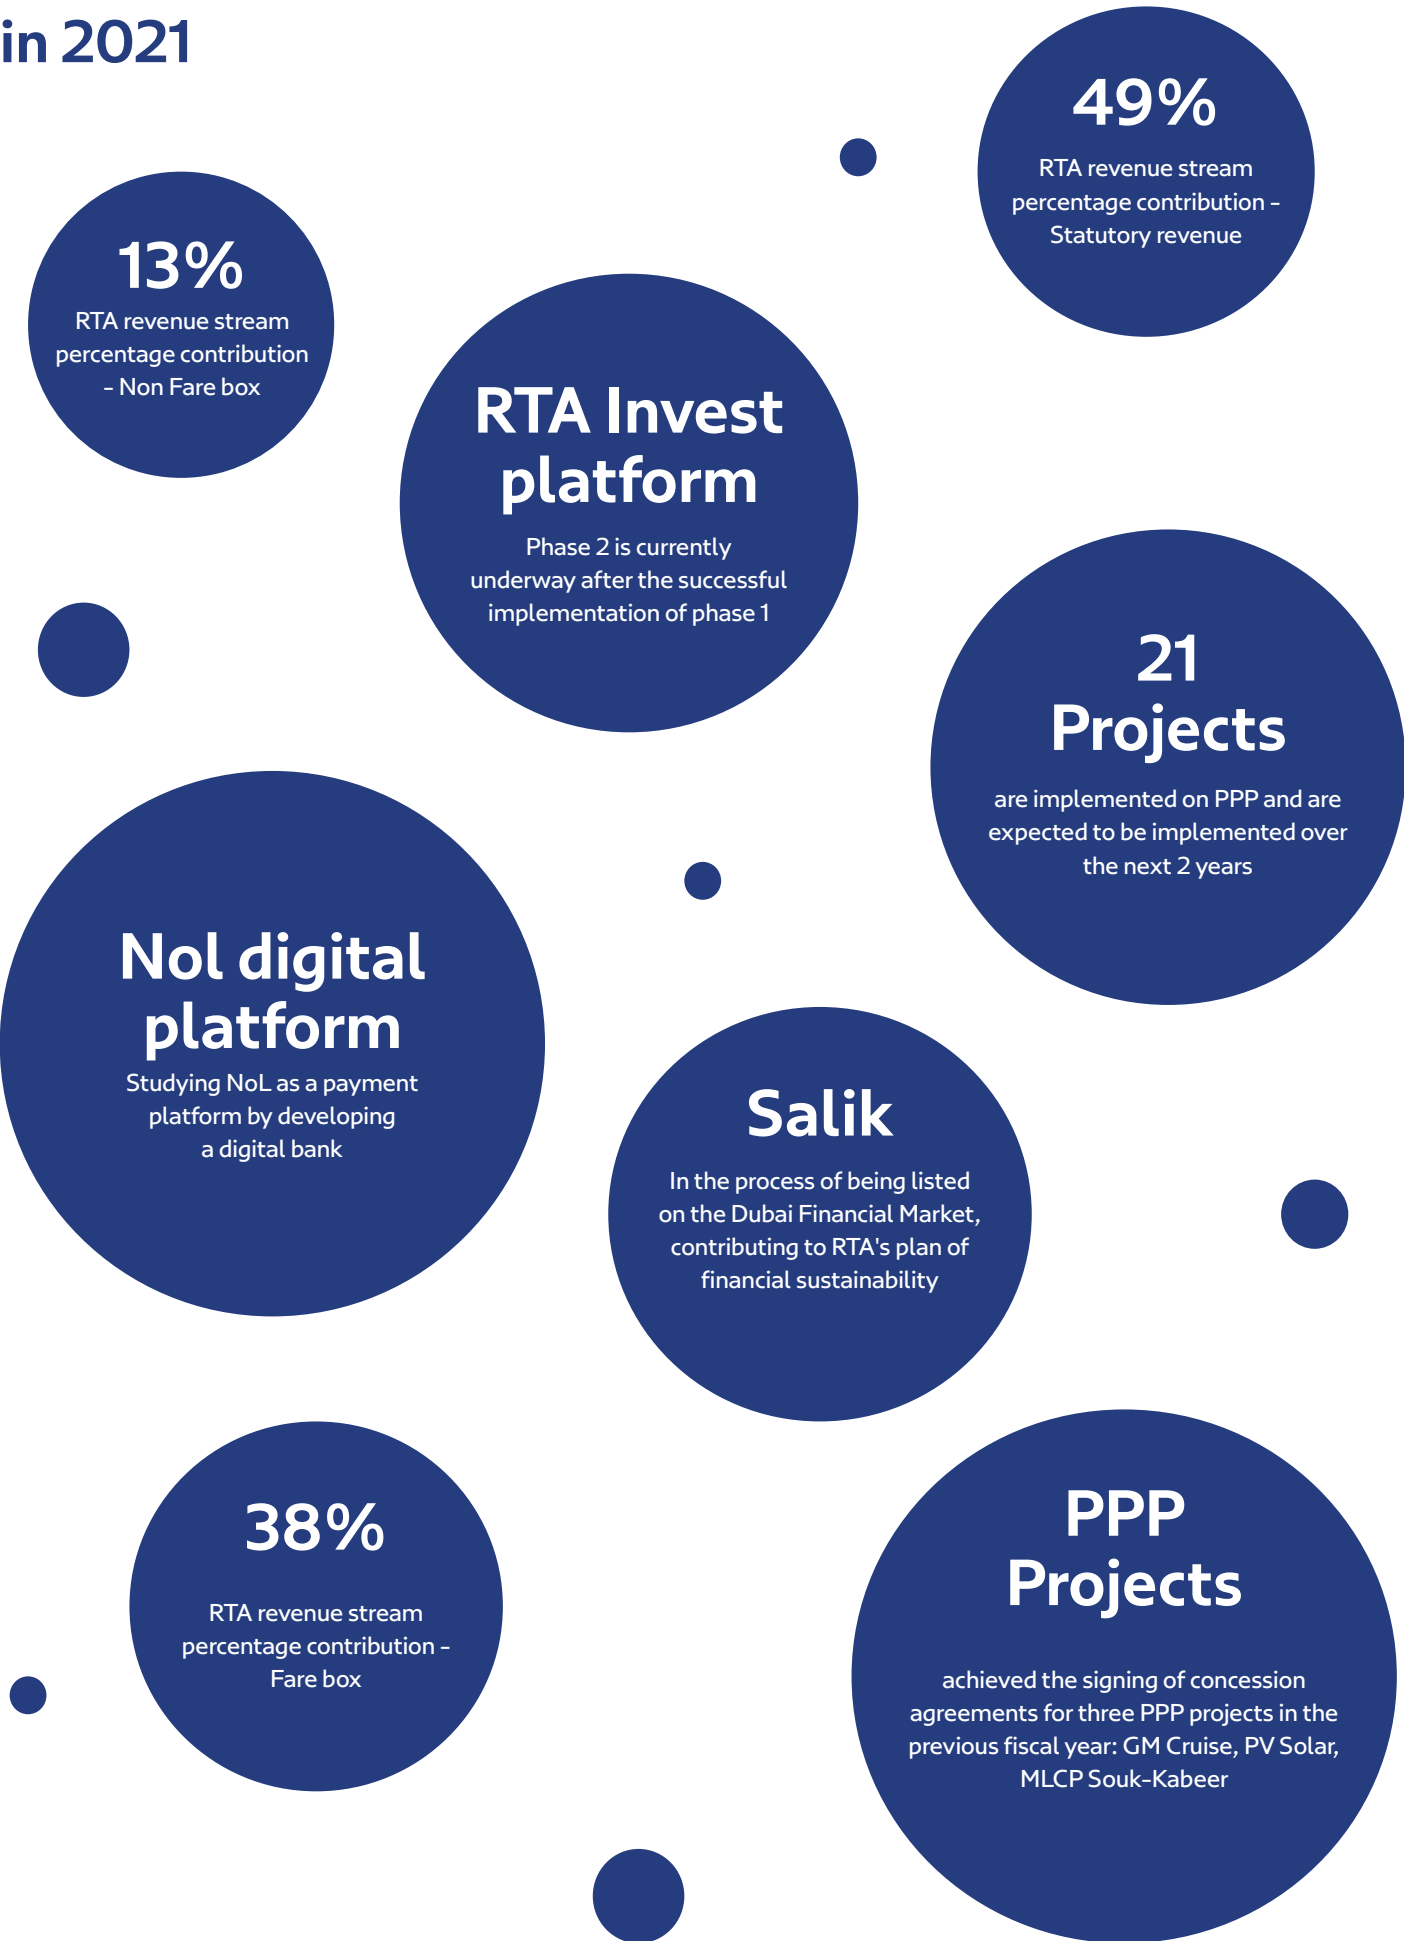 in 2021
49%
RTA revenue stream
percentage contribution –
Statutory revenue
13%
RTA revenue stream
percentage contribution
– Non Fare box
RTA Invest
platform
Phase 2 is currently
underway after the successful
implementation of phase 1
21
Projects
are implemented on PPP and are
expected to be implemented over
the next 2 years
Nol digital
platform
Studying NoL as a payment
platform by developing
a digital bank
Salik
In the process of being listed
on the Dubai Financial Market,
contributing to RTA's plan of
financial sustainability
38%
RTA revenue stream
percentage contribution –
Fare box
PPP
Projects
achieved the signing of concession
agreements for three PPP projects in the
previous fiscal year: GM Cruise, PV Solar,
MLCP Souk-Kabeer